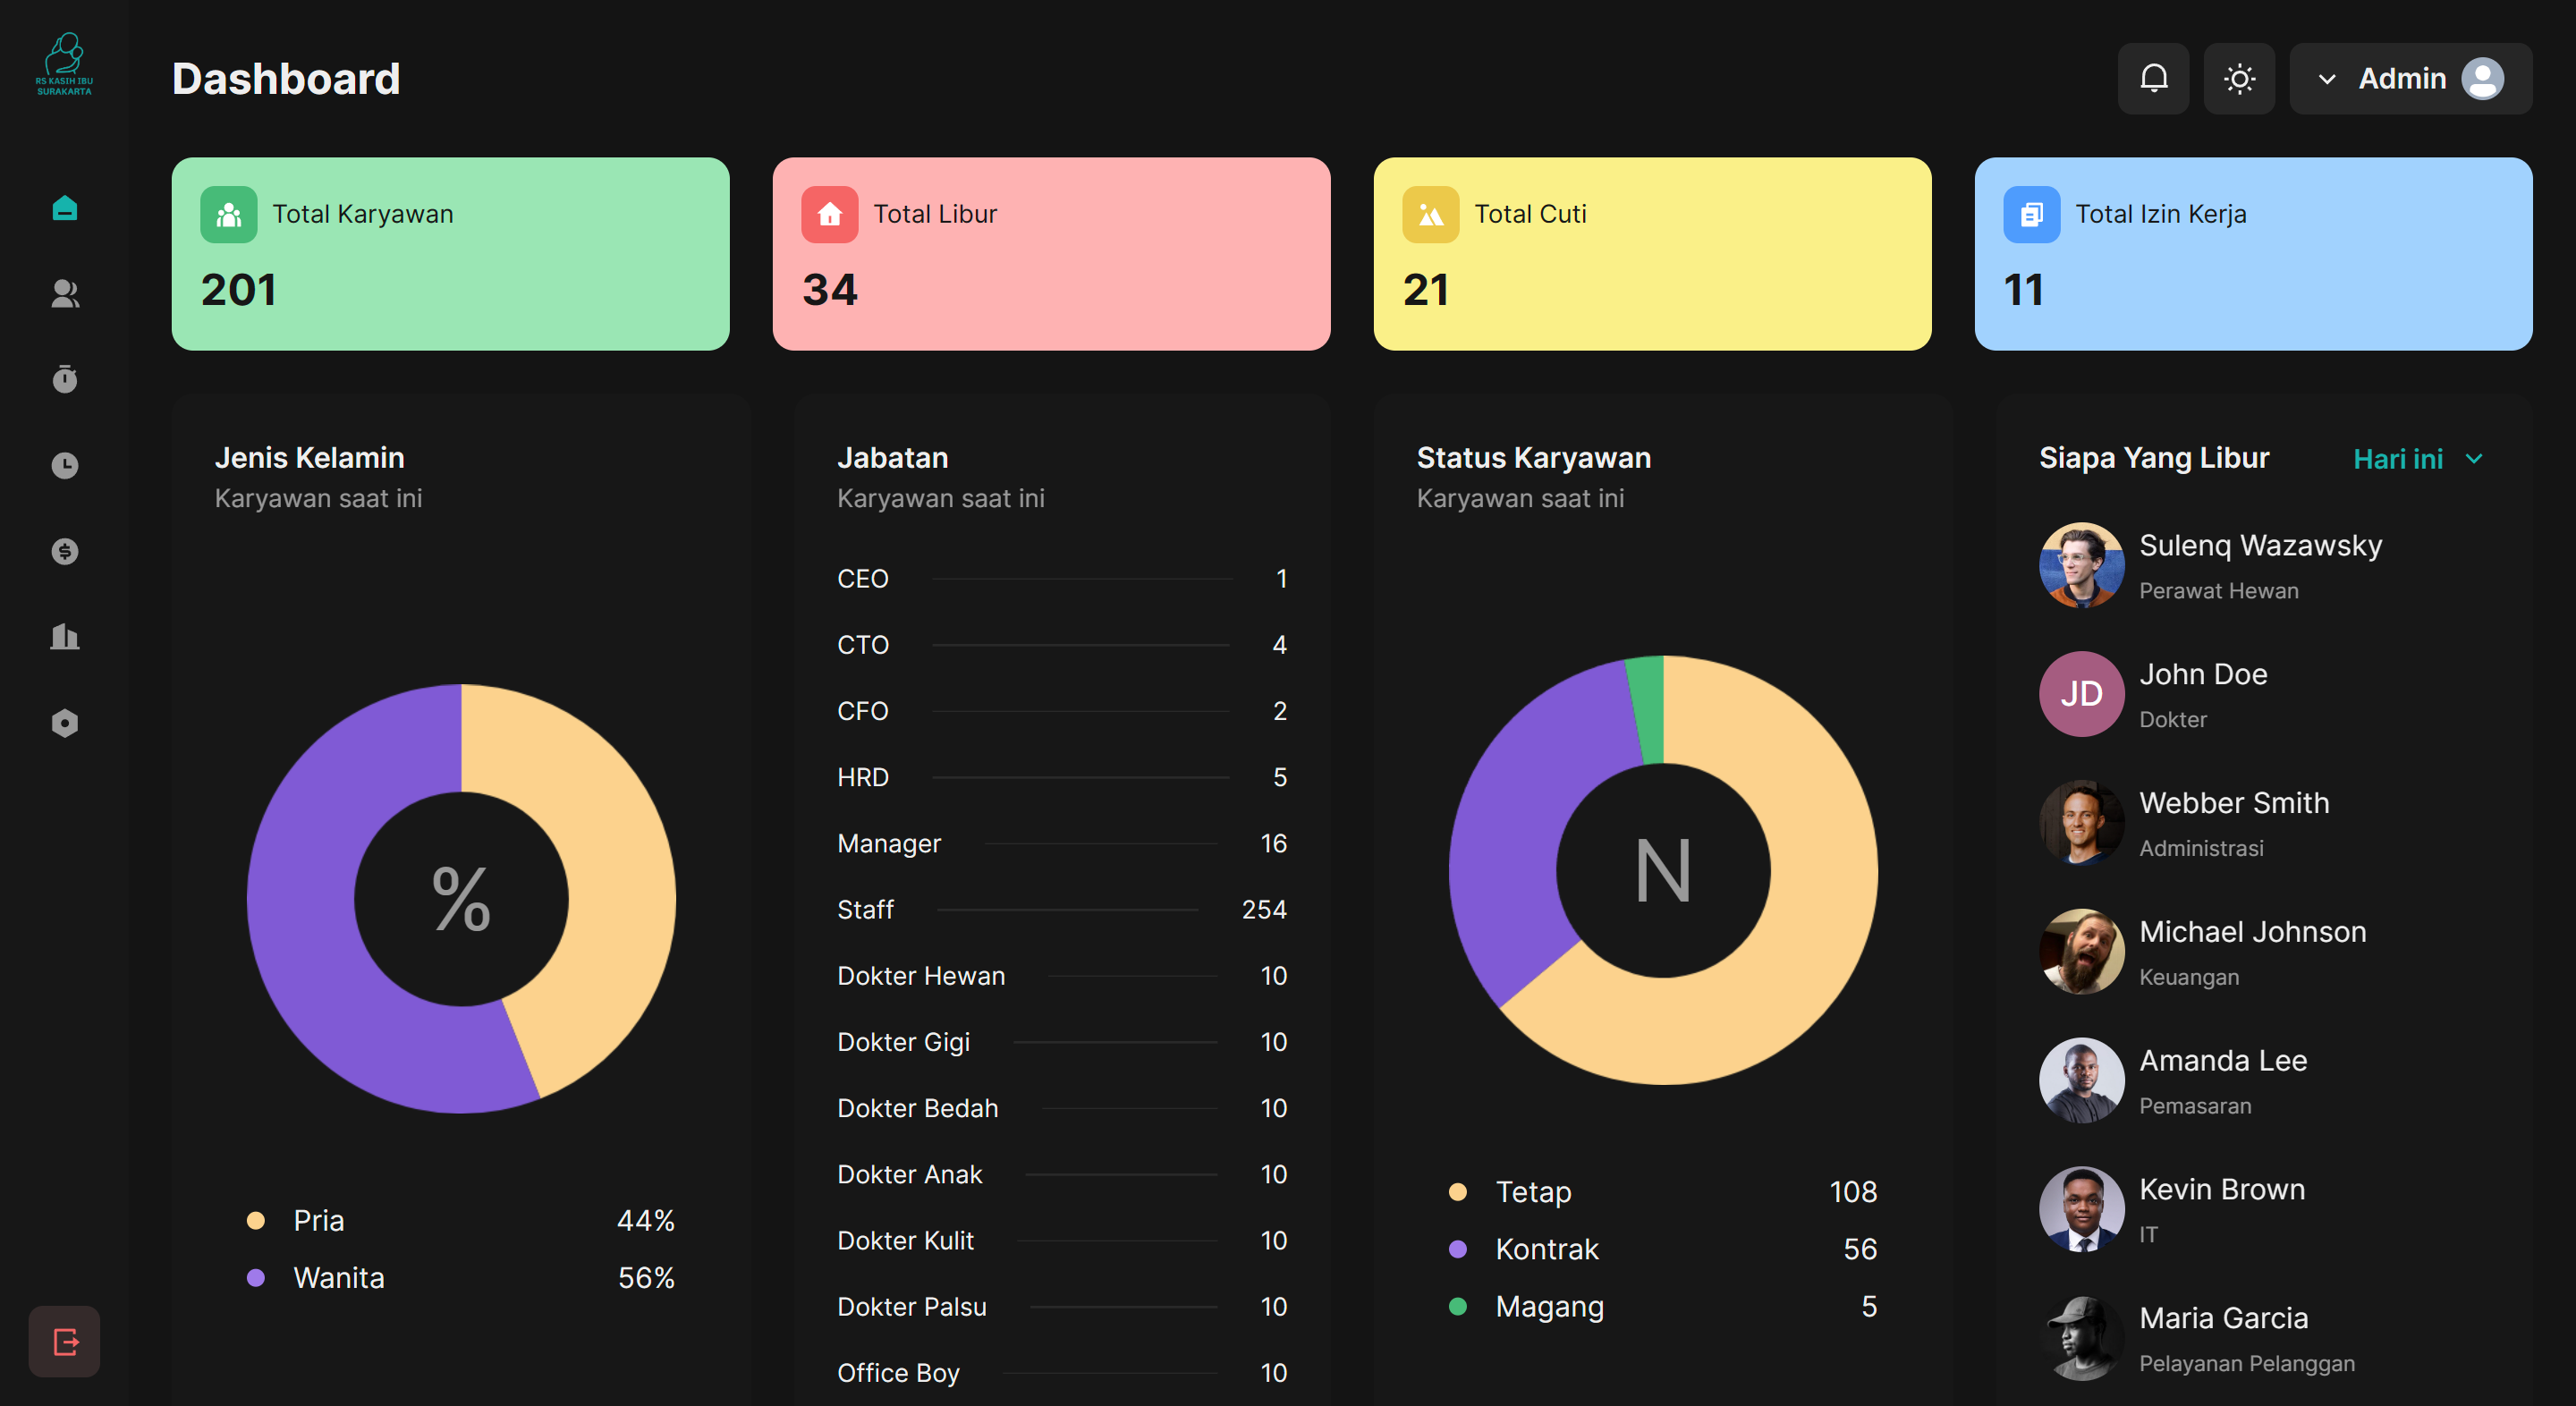 RS KASIH IBU
SURAKARTA
Dashboard
Admin
Total Karyawan
201
Total Libur
34
Total Cuti
21
Total Izin Kerja
11
Jenis Kelamin
Karyawan saat ini
%
Pria 44%
Wanita 56%
Jabatan
Karyawan saat ini
CEO 1
CTO 4
CFO 2
HRD 5
Manager 16
Staff 254
Dokter Hewan 10
Dokter Gigi 10
Dokter Bedah 10
Dokter Anak 10
Dokter Kulit 10
Dokter Palsu 10
Office Boy 10
Status Karyawan
Karyawan saat ini
N
Tetap 108
Kontrak 56
Magang 5
Siapa Yang Libur Hari ini
Sulenq Wazawsky
Perawat Hewan
JD
John Doe
Dokter
Webber Smith
Administrasi
Michael Johnson
Keuangan
Amanda Lee
Pemasaran
Kevin Brown
IT
Maria Garcia
Pelayanan Pelanggan